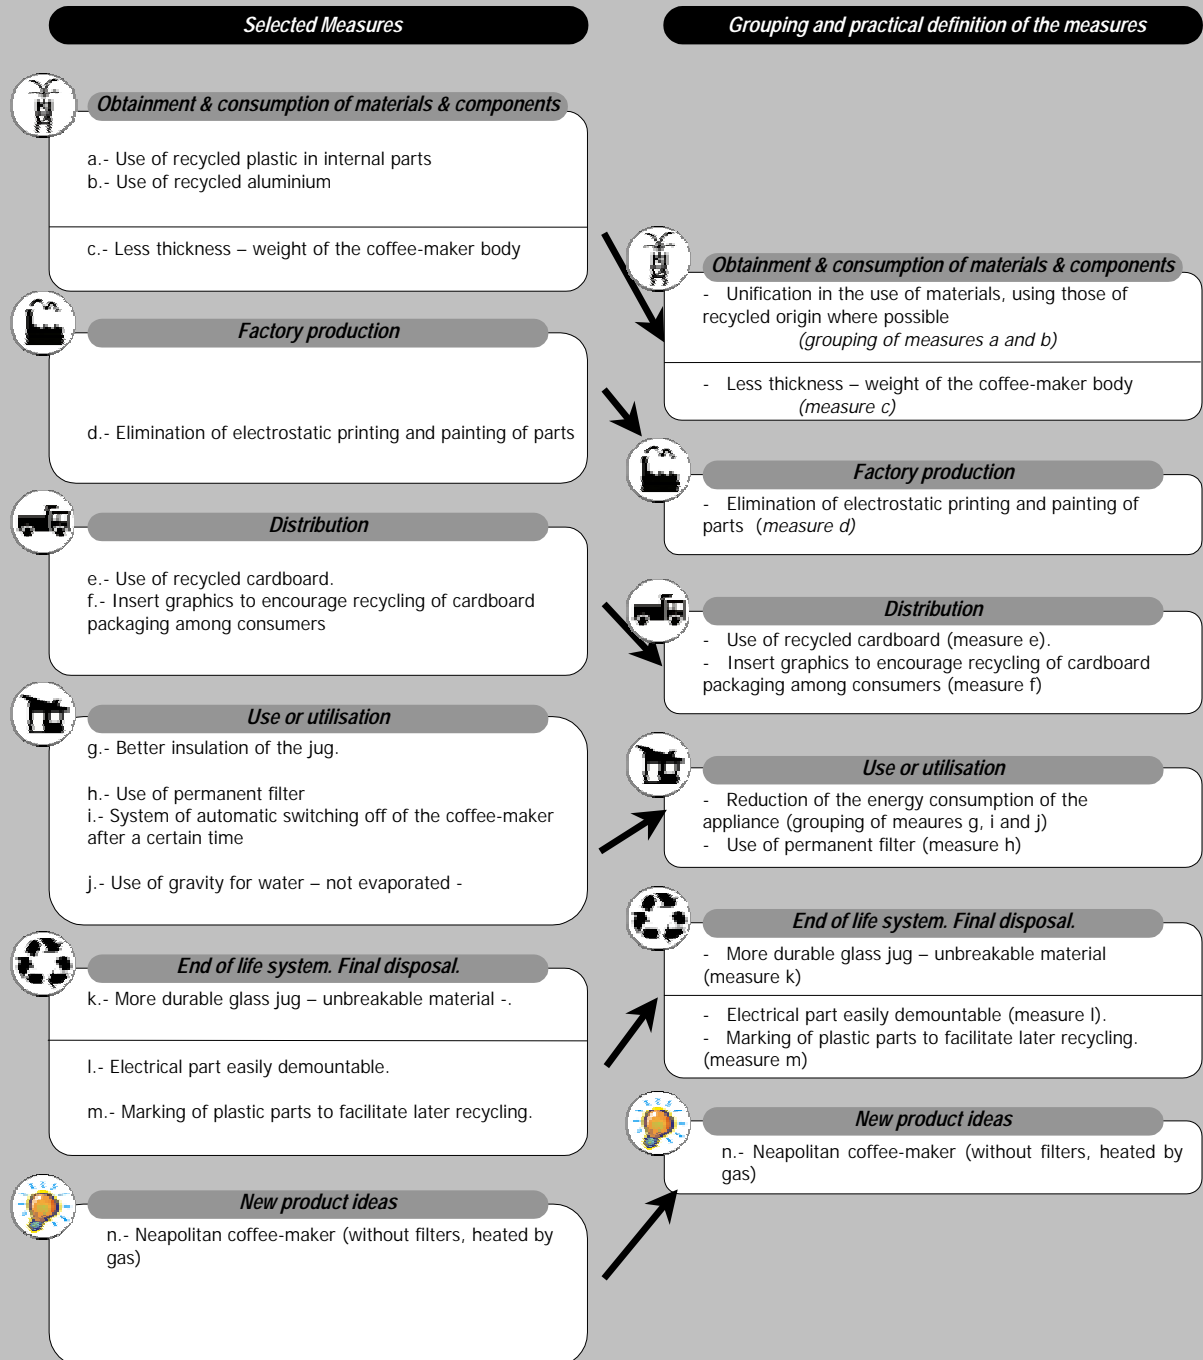 Selected Measures
Obtainment & consumption of materials & components
a.- Use of recycled plastic in internal parts
b.- Use of recycled aluminium
c.- Less thickness – weight of the coffee-maker body
Factory production
d.- Elimination of electrostatic printing and painting of parts
Distribution
e.- Use of recycled cardboard.
f.- Insert graphics to encourage recycling of cardboard
packaging among consumers
Use or utilisation
g.- Better insulation of the jug.
h.- Use of permanent filter
i.- System of automatic switching off of the coffee-maker
after a certain time
j.- Use of gravity for water – not evaporated -
End of life system. Final disposal.
k.- More durable glass jug – unbreakable material -.
l.- Electrical part easily demountable.
m.- Marking of plastic parts to facilitate later recycling.
New product ideas
n.- Neapolitan coffee-maker (without filters, heated by
gas)
Grouping and practical definition of the measures
Obtainment & consumption of materials & components
- Unification in the use of materials, using those of
recycled origin where possible
(grouping of measures a and b)
- Less thickness – weight of the coffee-maker body
(measure c)
Factory production
- Elimination of electrostatic printing and painting of
parts (measure d)
Distribution
- Use of recycled cardboard (measure e).
- Insert graphics to encourage recycling of cardboard
packaging among consumers (measure f)
Use or utilisation
- Reduction of the energy consumption of the
appliance (grouping of meaures g, i and j)
- Use of permanent filter (measure h)
End of life system. Final disposal.
- More durable glass jug – unbreakable material
(measure k)
- Electrical part easily demountable (measure l).
- Marking of plastic parts to facilitate later recycling.
(measure m)
New product ideas
n.- Neapolitan coffee-maker (without filters, heated by
gas)